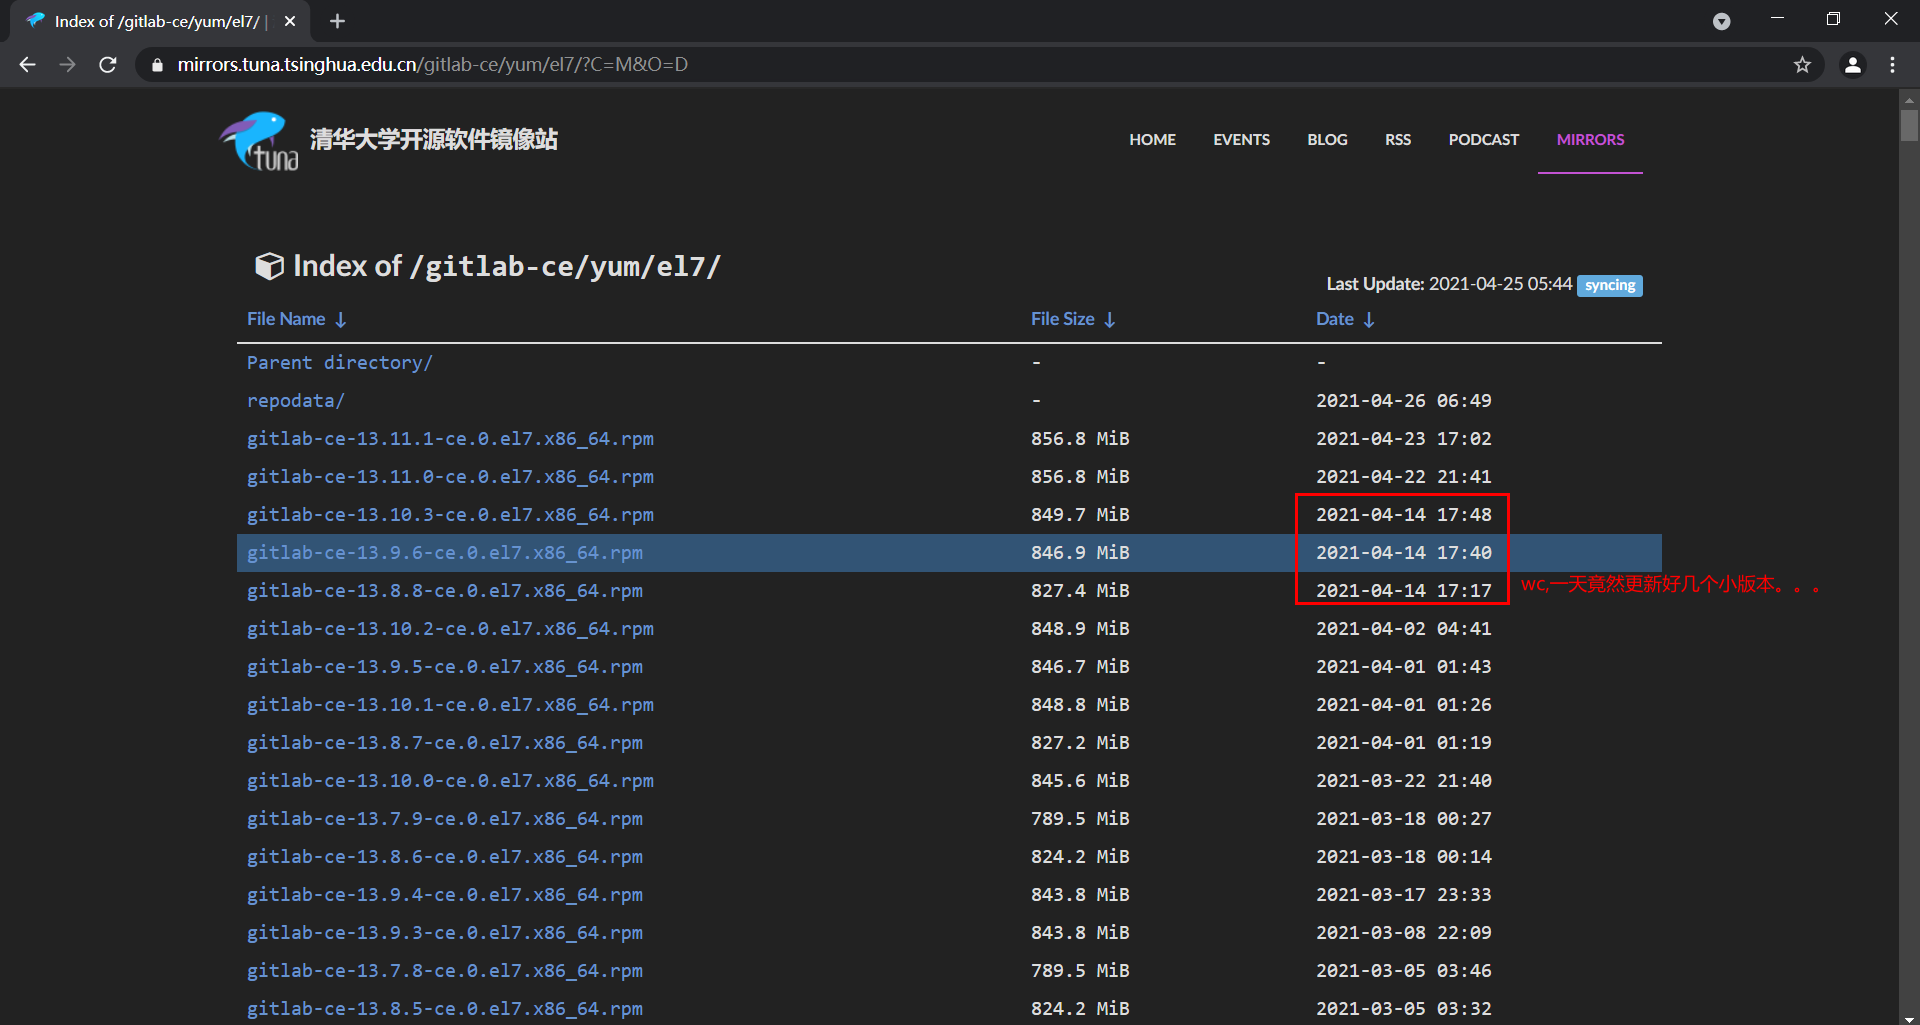 Index of /gitlab-ce/yum/el7/ |
mirrors.tuna.tsinghua.edu.cn/gitlab-ce/yum/el7/?C=M&O=D
tuna 清华大学开源软件镜像站 HOME EVENTS BLOG RSS PODCAST MIRRORS
Index of /gitlab-ce/yum/el7/
Last Update: 2021-04-25 05:44 syncing
File Name ↓ File Size ↓ Date ↓
Parent directory/ - -
repodata/ - 2021-04-26 06:49
gitlab-ce-13.11.1-ce.0.el7.x86_64.rpm 856.8 MiB 2021-04-23 17:02
gitlab-ce-13.11.0-ce.0.el7.x86_64.rpm 856.8 MiB 2021-04-22 21:41
gitlab-ce-13.10.3-ce.0.el7.x86_64.rpm 849.7 MiB 2021-04-14 17:48
gitlab-ce-13.9.6-ce.0.el7.x86_64.rpm 846.9 MiB 2021-04-14 17:40
gitlab-ce-13.8.8-ce.0.el7.x86_64.rpm 827.4 MiB 2021-04-14 17:17 wc,一天竟然更新好几个小版本。。。
gitlab-ce-13.10.2-ce.0.el7.x86_64.rpm 848.9 MiB 2021-04-02 04:41
gitlab-ce-13.9.5-ce.0.el7.x86_64.rpm 846.7 MiB 2021-04-01 01:43
gitlab-ce-13.10.1-ce.0.el7.x86_64.rpm 848.8 MiB 2021-04-01 01:26
gitlab-ce-13.8.7-ce.0.el7.x86_64.rpm 827.2 MiB 2021-04-01 01:19
gitlab-ce-13.10.0-ce.0.el7.x86_64.rpm 845.6 MiB 2021-03-22 21:40
gitlab-ce-13.7.9-ce.0.el7.x86_64.rpm 789.5 MiB 2021-03-18 00:27
gitlab-ce-13.8.6-ce.0.el7.x86_64.rpm 824.2 MiB 2021-03-18 00:14
gitlab-ce-13.9.4-ce.0.el7.x86_64.rpm 843.8 MiB 2021-03-17 23:33
gitlab-ce-13.9.3-ce.0.el7.x86_64.rpm 843.8 MiB 2021-03-08 22:09
gitlab-ce-13.7.8-ce.0.el7.x86_64.rpm 789.5 MiB 2021-03-05 03:46
gitlab-ce-13.8.5-ce.0.el7.x86_64.rpm 824.2 MiB 2021-03-05 03:32